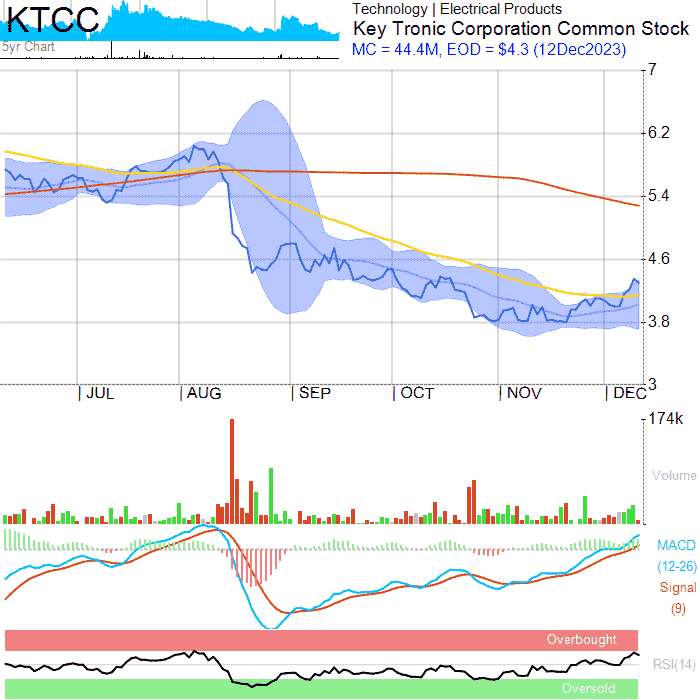 KTCC
5yr Chart
Technology | Electrical Products
Key Tronic Corporation Common Stock
MC = 44.4M, EOD = $4.3 (12Dec2023)
7
6.2
5.4
4.6
3.8
3
JUL
AUG
SEP
OCT
NOV
DEC
174k
Volume
MACD
(12-26)
Signal
(9)
Overbought
RSI(14)
Oversold